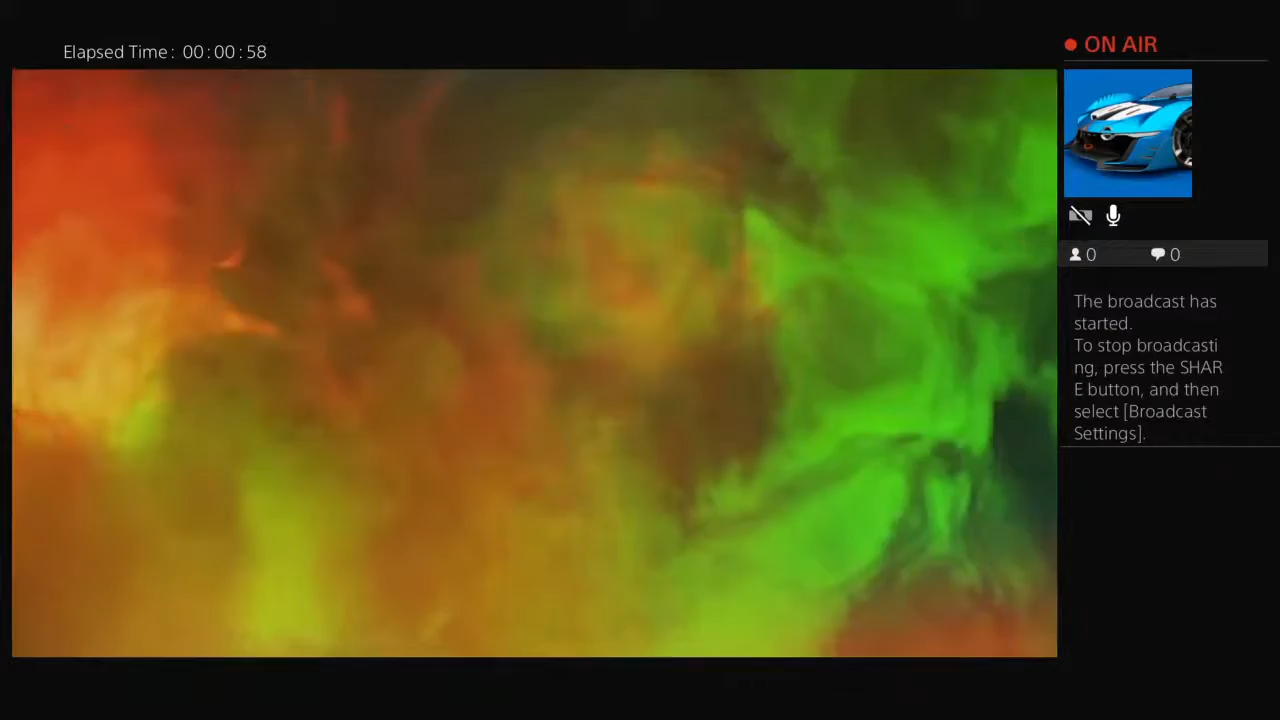 Elapsed Time: 00:00:58
ON AIR
0 0
The broadcast has
started.
To stop broadcasti
ng, press the SHAR
E button, and then
select [Broadcast
Settings].